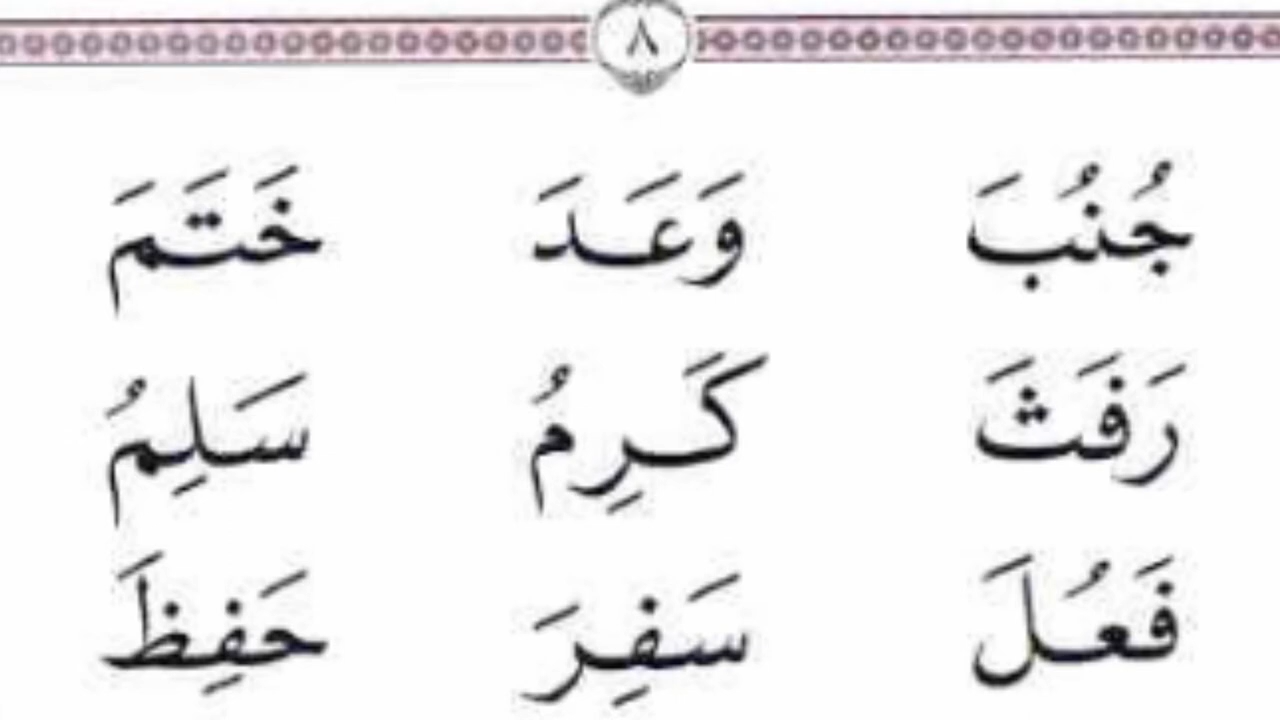 ٨
جُنُبَ وَعَدَ خَتَمَ
رَفَثَ كَرِمُ سَلِمُ
فَعُلَ سَفِرَ حَفِظَ